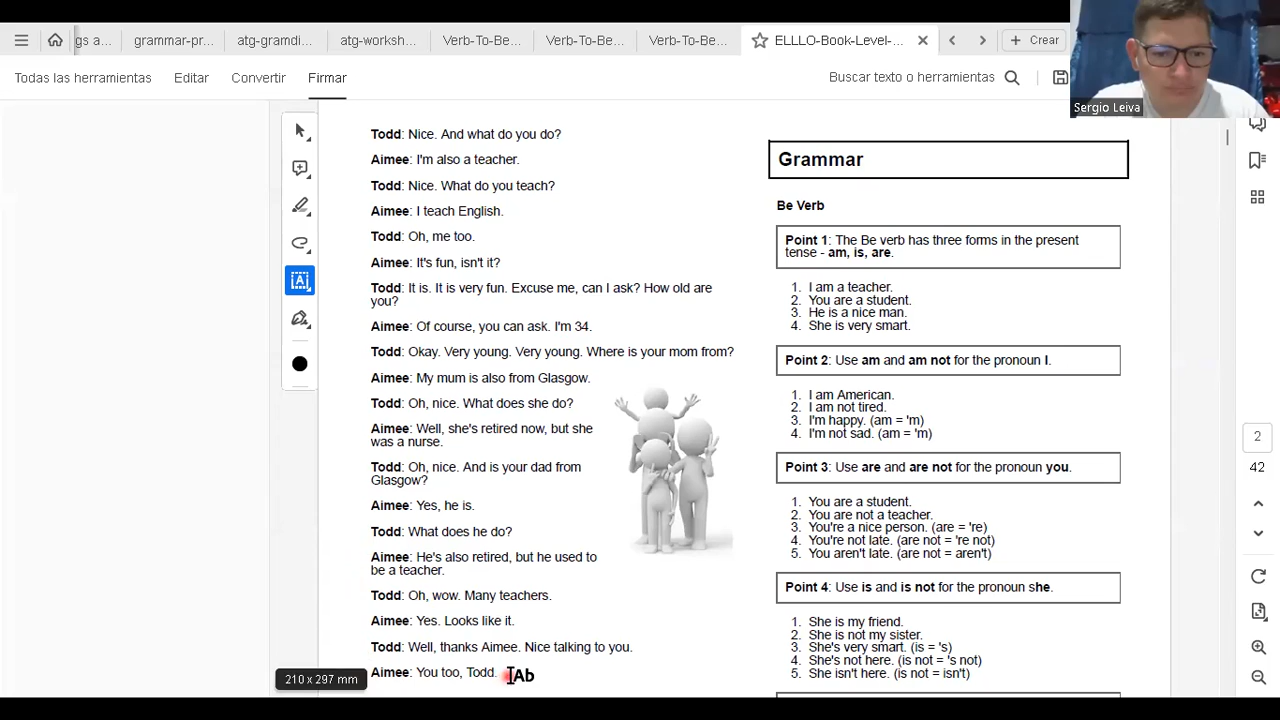 gs a...
grammar-pr...
atg-gramdi...
atg-worksh...
Verb-To-Be...
Verb-To-Be...
Verb-To-Be...
ELLLO-Book-Level-...
Crear
Todas las herramientas
Editar
Convertir
Firmar
Buscar texto o herramientas
Sergio Leiva
Todd: Nice. And what do you do?
Aimee: I'm also a teacher.
Todd: Nice. What do you teach?
Aimee: I teach English.
Todd: Oh, me too.
Aimee: It's fun, isn't it?
Todd: It is. It is very fun. Excuse me, can I ask? How old are
you?
Aimee: Of course, you can ask. I'm 34.
Todd: Okay. Very young. Very young. Where is your mom from?
Aimee: My mum is also from Glasgow.
Todd: Oh, nice. What does she do?
Aimee: Well, she's retired now, but she
was a nurse.
Todd: Oh, nice. And is your dad from
Glasgow?
Aimee: Yes, he is.
Todd: What does he do?
Aimee: He's also retired, but he used to
be a teacher.
Todd: Oh, wow. Many teachers.
Aimee: Yes. Looks like it.
Todd: Well, thanks Aimee. Nice talking to you.
Aimee: You too, Todd.
Ab
210 x 297 mm
Grammar
Be Verb
Point 1: The Be verb has three forms in the present
tense - am, is, are.
1. I am a teacher.
2. You are a student.
3. He is a nice man.
4. She is very smart.
Point 2: Use am and am not for the pronoun I.
1. I am American.
2. I am not tired.
3. I'm happy. (am = 'm)
4. I'm not sad. (am = 'm)
Point 3: Use are and are not for the pronoun you.
1. You are a student.
2. You are not a teacher.
3. You're a nice person. (are = 're)
4. You're not late. (are not = 're not)
5. You aren't late. (are not = aren't)
Point 4: Use is and is not for the pronoun she.
1. She is my friend.
2. She is not my sister.
3. She's very smart. (is = 's)
4. She's not here. (is not = 's not)
5. She isn't here. (is not = isn't)
2
42